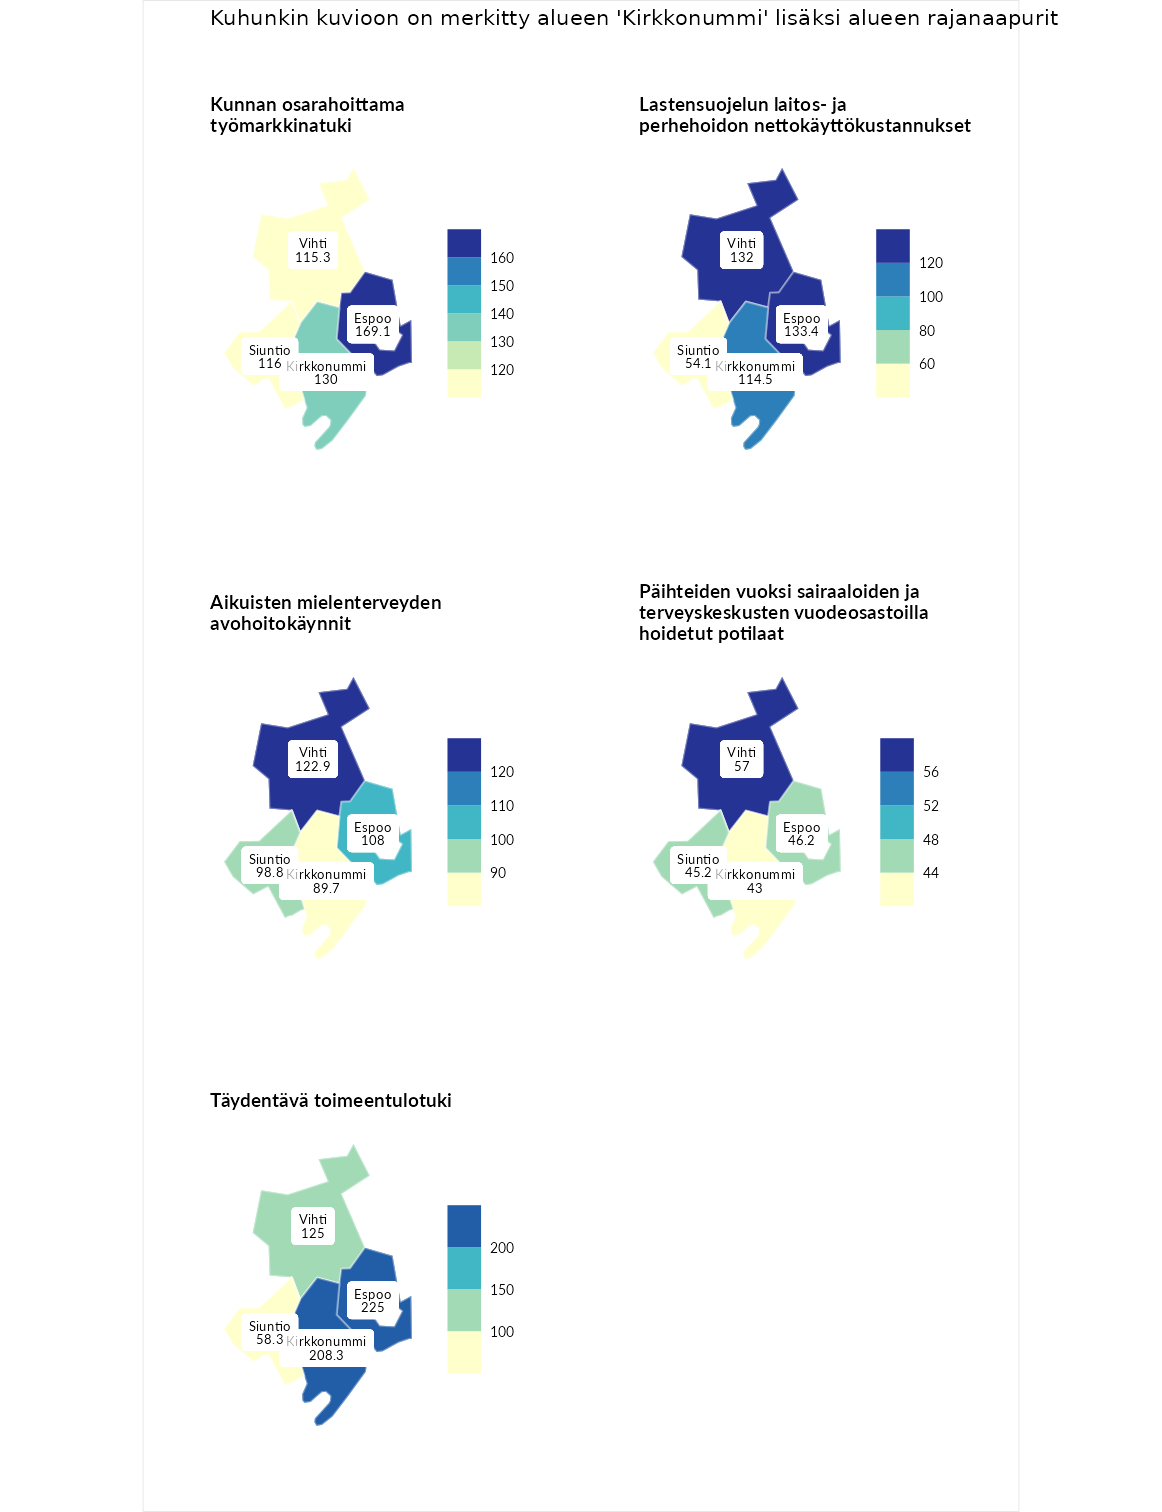 Kuhunkin kuvioon on merkitty alueen 'Kirkkonummi' lisäksi alueen rajanaapurit
Kunnan osarahoittama
työmarkkinatuki
Vihti
115.3
Espoo
169.1
Siuntio
116
Kirkkonummi
130
160
150
140
130
120
Lastensuojelun laitos- ja
perhehoidon nettokäyttökustannukset
Vihti
132
Espoo
133.4
Siuntio
54.1
Kirkkonummi
114.5
120
100
80
60
Aikuisten mielenterveyden
avohoitokäynnit
Vihti
122.9
Espoo
108
Siuntio
98.8
Kirkkonummi
89.7
120
110
100
90
Päihteiden vuoksi sairaaloiden ja
terveyskeskusten vuodeosastoilla
hoidetut potilaat
Vihti
57
Espoo
46.2
Siuntio
45.2
Kirkkonummi
43
56
52
48
44
Täydentävä toimeentulotuki
Vihti
125
Espoo
225
Siuntio
58.3
Kirkkonummi
208.3
200
150
100